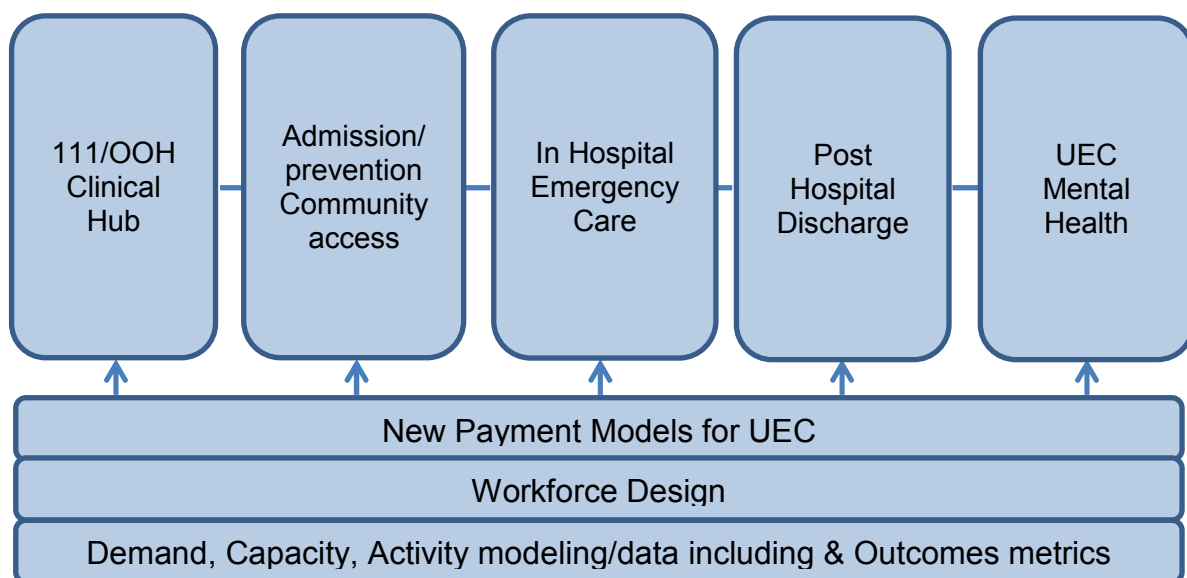 111/OOH
Clinical
Hub
Admission/
prevention
Community
access
In Hospital
Emergency
Care
Post
Hospital
Discharge
UEC
Mental
Health
New Payment Models for UEC
Workforce Design
Demand, Capacity, Activity modeling/data including & Outcomes metrics